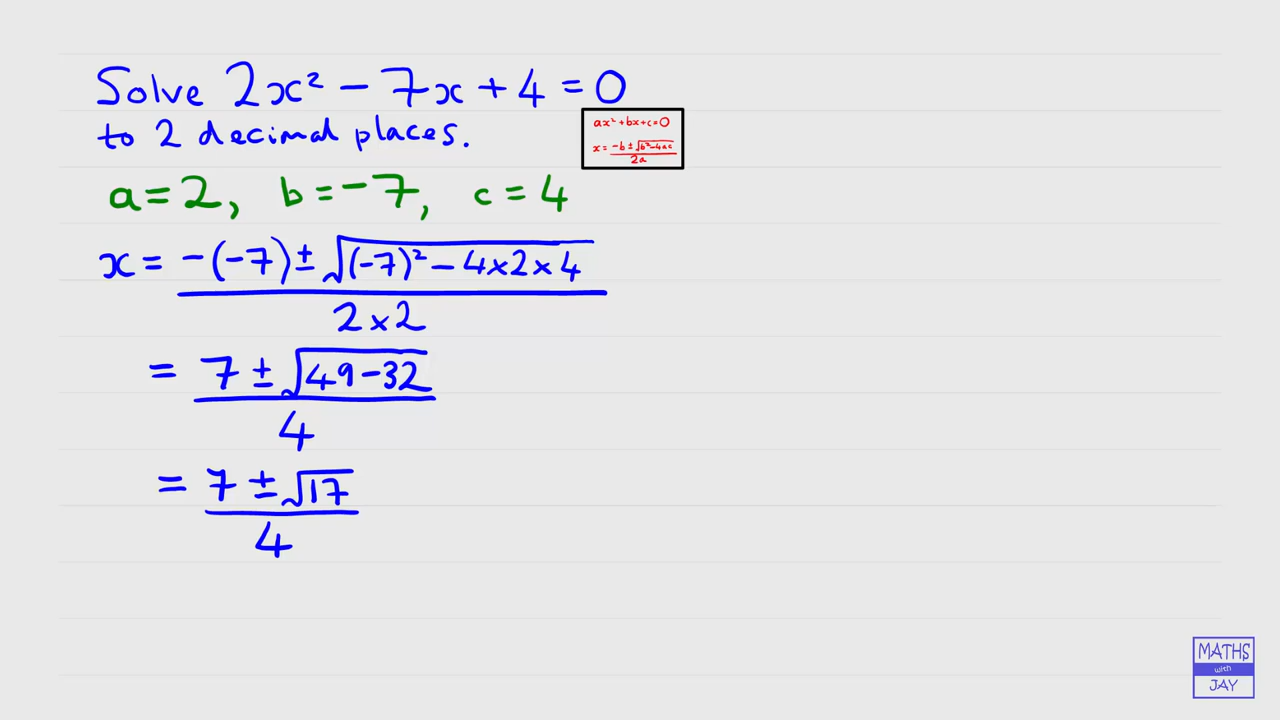 Solve 2x² - 7x + 4 = 0
to 2 decimal places.
ax² + bx + c = 0
x = (-b ± √(b² - 4ac)) / 2a
a = 2, b = -7, c = 4
x = (-(-7) ± √((-7)² - 4 × 2 × 4)) / (2 × 2)
= (7 ± √(49 - 32)) / 4
= (7 ± √17) / 4
MATHS
with
JAY